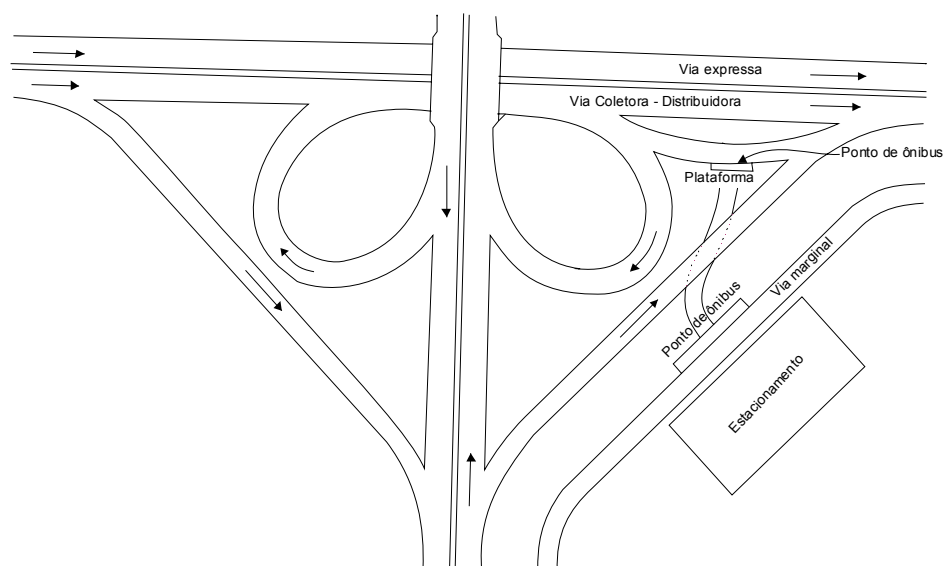 Via expressa
Via Coletora - Distribuidora
Ponto de ônibus
Plataforma
Via marginal
Ponto de ônibus
Estacionamento